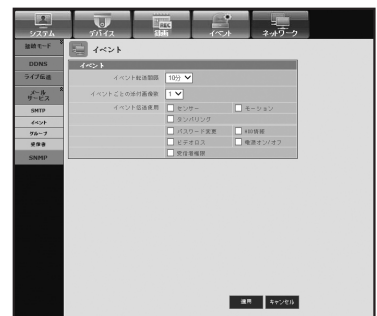 システム
デバイス
録画
イベント
ネットワーク
REC
接続モード
DDNS
ライブ伝送
メール
サービス
SMTP
イベント
グループ
受信者
SNMP
イベント
イベント
イベント転送間隔 10分
イベントごとの添付画像数 1
イベント伝送条件
センサー モーション
タンパリング
パスワード変更 HDD情報
ビデオロス 電源オン/オフ
受信者権限
適用 キャンセル